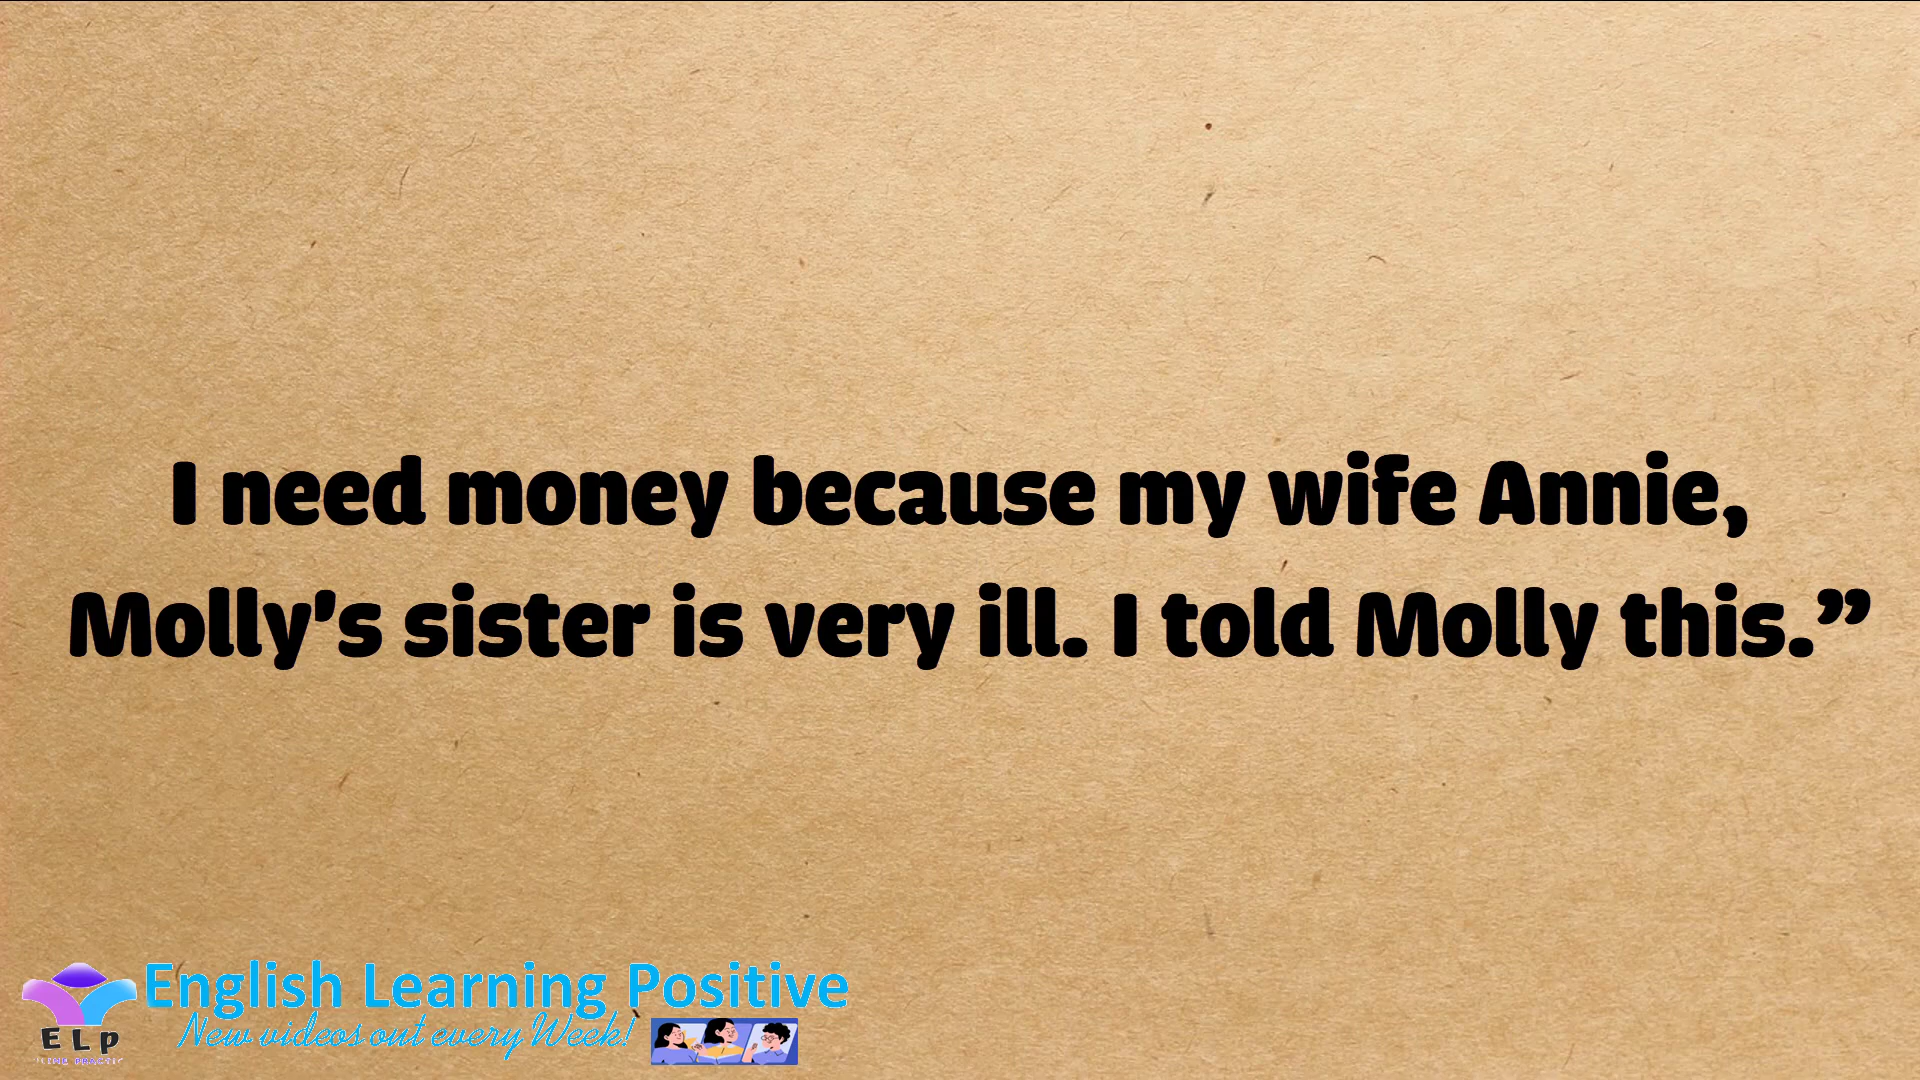 I need money because my wife Annie,
Molly’s sister is very ill. I told Molly this.”
English Learning Positive
New videos out every Week!
ELP